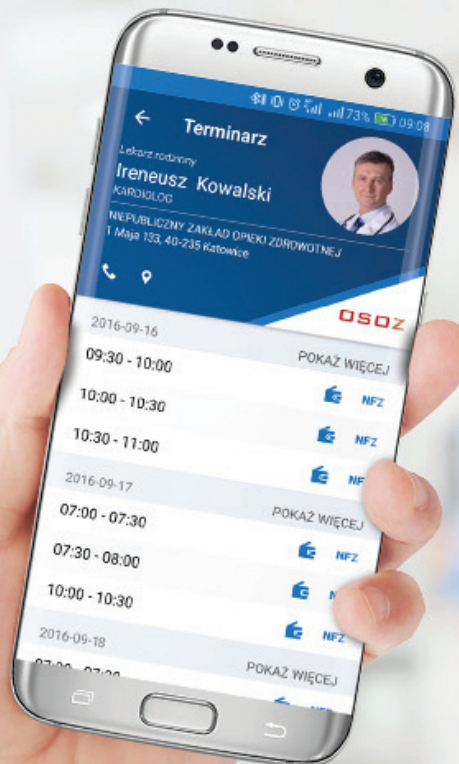 73% 09:08
Terminarz
Lekarz rodzinny
Ireneusz Kowalski
KARDIOLOG
NIEPUBLICZNY ZAKŁAD OPIEKI ZDROWOTNEJ
1 Maja 133, 40-235 Katowice
OSOZ
2016-09-16 POKAŻ WIĘCEJ
09:30 - 10:00 NFZ
10:00 - 10:30 NFZ
10:30 - 11:00
2016-09-17 POKAŻ WIĘCEJ
07:00 - 07:30 NFZ
07:30 - 08:00
10:00 - 10:30 NFZ
2016-09-18 POKAŻ WIĘCEJ